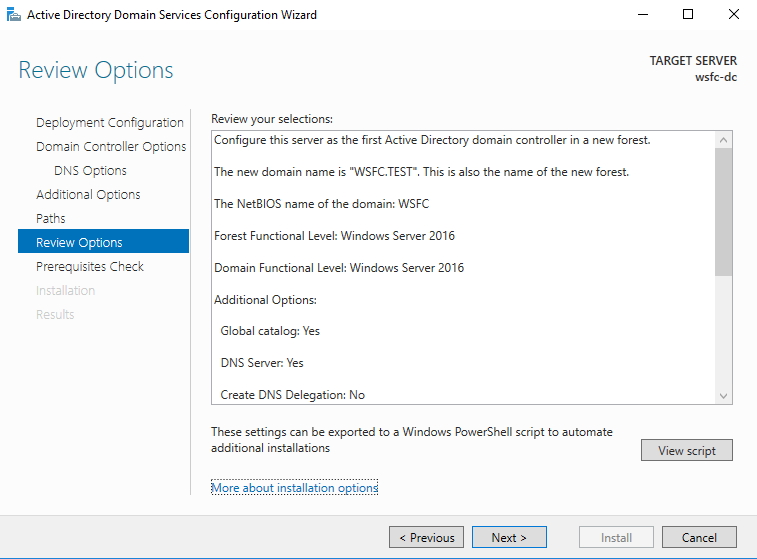 Active Directory Domain Services Configuration Wizard
Review Options
TARGET SERVER
wsfc-dc
Deployment Configuration
Domain Controller Options
DNS Options
Additional Options
Paths
Review Options
Prerequisites Check
Installation
Results
Review your selections:
Configure this server as the first Active Directory domain controller in a new forest.
The new domain name is "WSFC.TEST". This is also the name of the new forest.
The NetBIOS name of the domain: WSFC
Forest Functional Level: Windows Server 2016
Domain Functional Level: Windows Server 2016
Additional Options:
Global catalog: Yes
DNS Server: Yes
Create DNS Delegation: No
These settings can be exported to a Windows PowerShell script to automate
additional installations
View script
More about installation options
< Previous
Next >
Install
Cancel